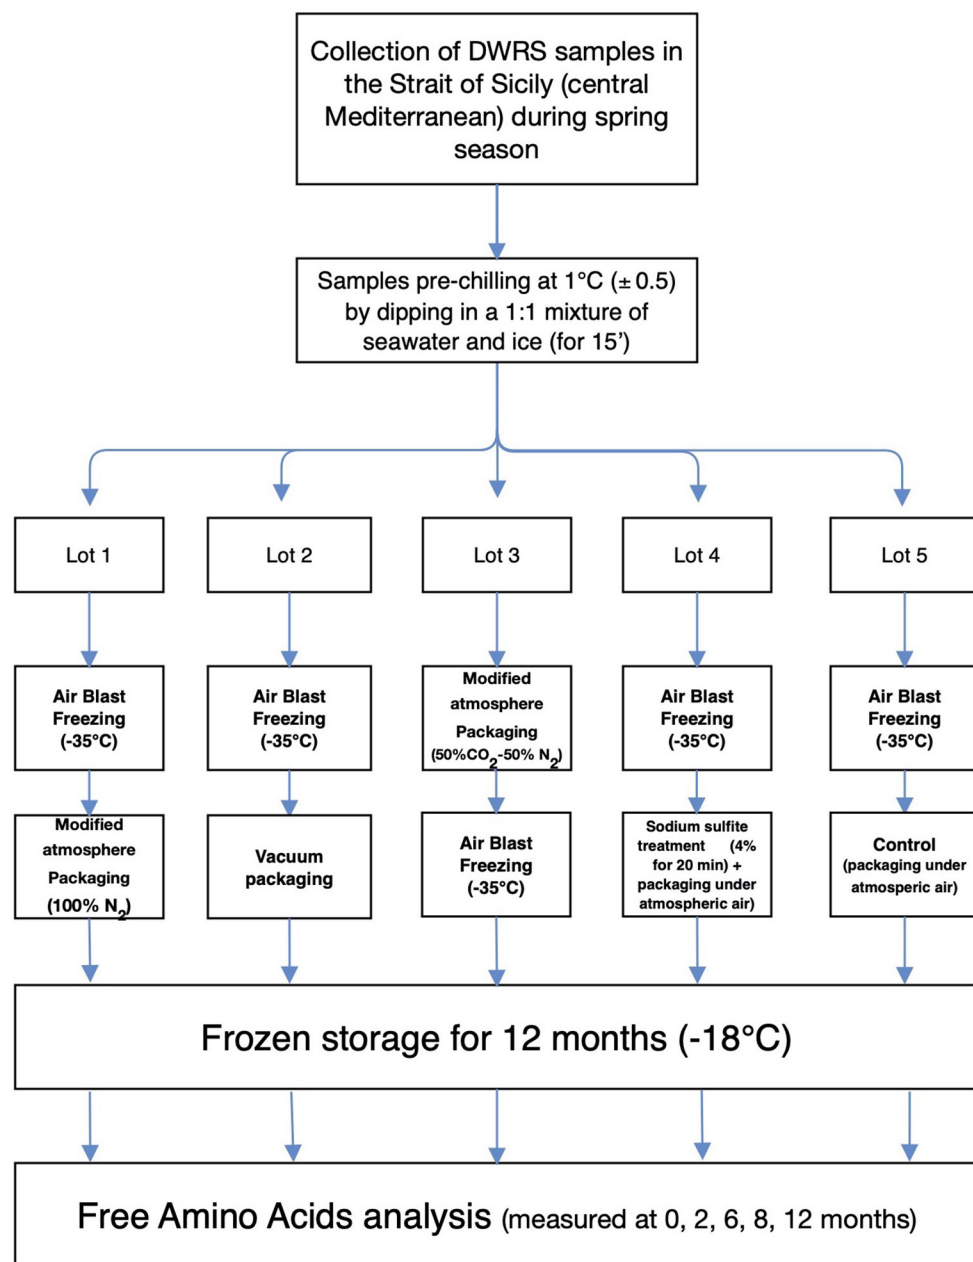 Collection of DWRS samples in
the Strait of Sicily (central
Mediterranean) during spring
season
Samples pre-chilling at 1°C (± 0.5)
by dipping in a 1:1 mixture of
seawater and ice (for 15’)
Lot 1
Lot 2
Lot 3
Lot 4
Lot 5
Air Blast
Freezing
(-35°C)
Air Blast
Freezing
(-35°C)
Modified
atmosphere
Packaging
(50%CO2-50% N2)
Air Blast
Freezing
(-35°C)
Air Blast
Freezing
(-35°C)
Modified
atmosphere
Packaging
(100% N2)
Vacuum
packaging
Air Blast
Freezing
(-35°C)
Sodium sulfite
treatment (4%
for 20 min) +
packaging under
atmospheric air)
Control
(packaging under
atmosperic air)
Frozen storage for 12 months (-18°C)
Free Amino Acids analysis (measured at 0, 2, 6, 8, 12 months)